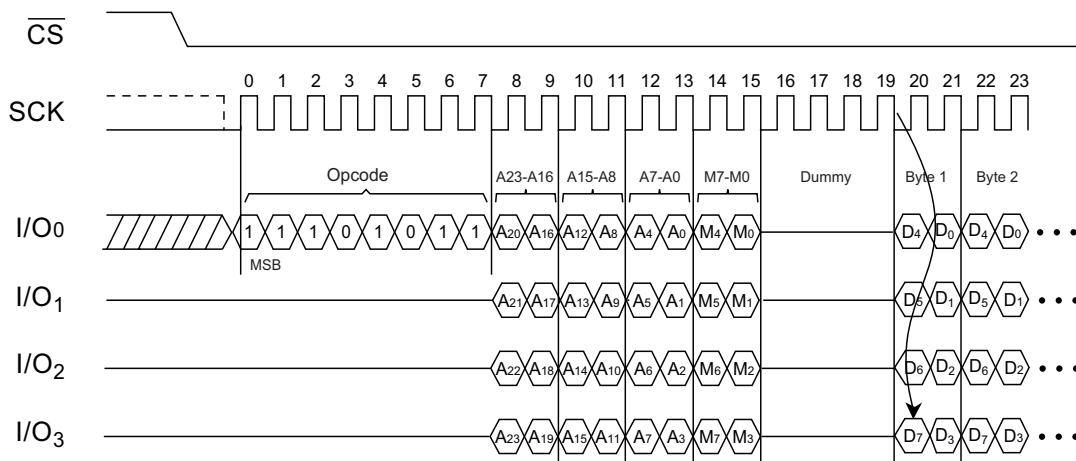 CS
0 1 2 3 4 5 6 7 8 9 10 11 12 13 14 15 16 17 18 19 20 21 22 23
SCK
Opcode A23-A16 A15-A8 A7-A0 M7-M0 Dummy Byte 1 Byte 2
I/O0 1 1 1 0 1 0 1 1 A20 A16 A12 A8 A4 A0 M4 M0 D4 D0 D4 D0 • • •
MSB
I/O1 A21 A17 A13 A9 A5 A1 M5 M1 D5 D1 D5 D1 • • •
I/O2 A22 A18 A14 A10 A6 A2 M6 M2 D6 D2 D6 D2 • • •
I/O3 A23 A19 A15 A11 A7 A3 M7 M3 D7 D3 D7 D3 • • •